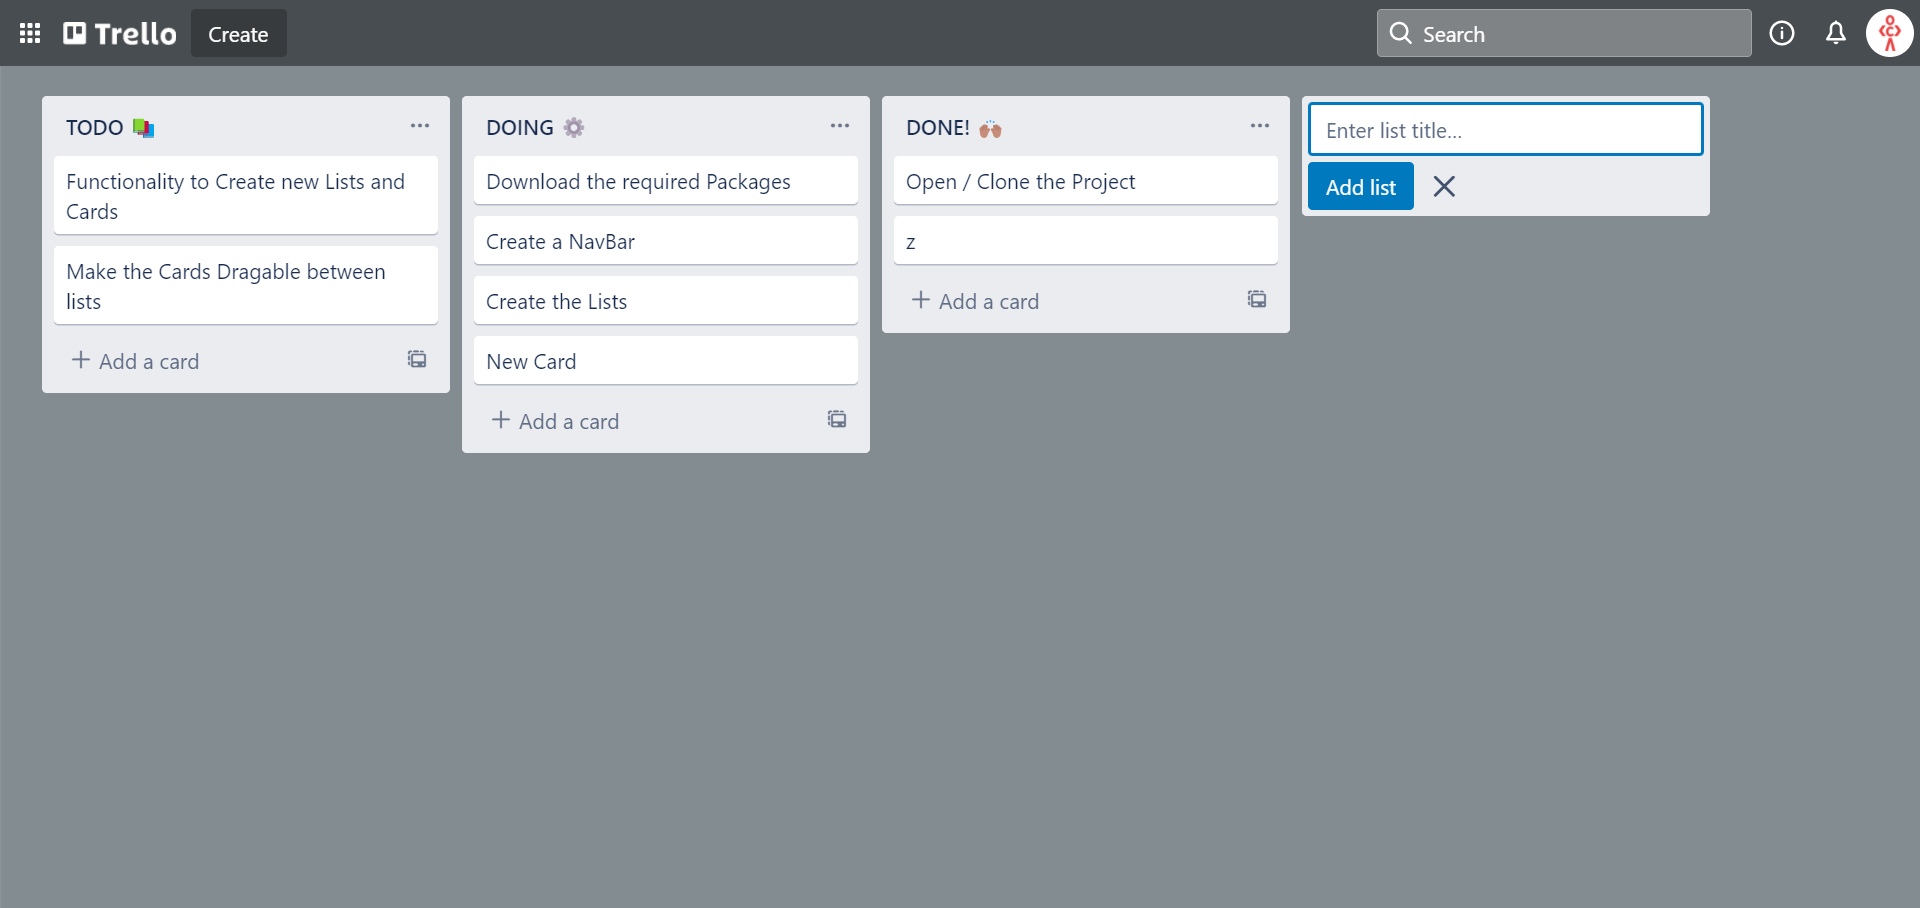 Trello
Create
Search
TODO 📚
Functionality to Create new Lists and
Cards
Make the Cards Dragable between
lists
Add a card
DOING ⚙️
Download the required Packages
Create a NavBar
Create the Lists
New Card
Add a card
DONE! 🙌🏽
Open / Clone the Project
z
Add a card
Enter list title...
Add list